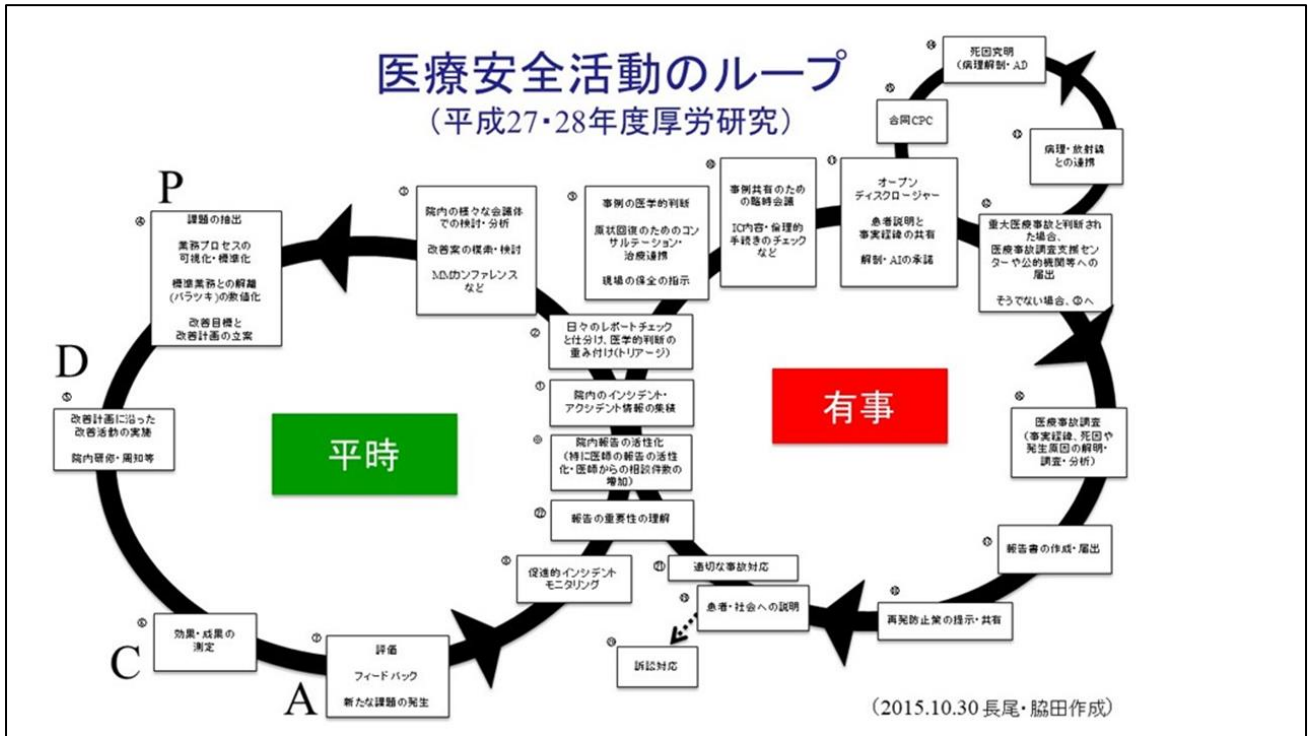 医療安全活動のループ
(平成27・28年度厚労研究)
P
④
課題の抽出
業務プロセスの
可視化・標準化
標準業務との解離
(バラツキ)の数値化
改善目標と
改善計画の立案
D
⑤
改善計画に沿った
改善活動の実施
院内研修・周知等
C
⑥
効果・成果の
測定
A
⑦
評価
フィードバック
新たな課題の発生
促進的インシデント
モニタリング
院内の様々な会議体
での検討・分析
改善案の模索・検討
MMカンファレンス
など
平時
②
日々のレポートチェック
と仕分け、医学的判断の
重み付け(トリアージ)
①
院内のインシデント・
アクシデント情報の集積
院内報告の活性化
(特に医師の報告の活性
化・医師からの相談件数の
増加)
㉒
報告の重要性の理解
事例の医学的判断
原状回復のためのコン
サルテーション・
治療連携
現場の保全の指示
⑩
事例共有のための
臨時会議
IC内容・倫理的
手続きのチェック
など
⑪
オープン
ディスクロージャー
患者説明と
事実経緯の共有
解剖・AIの承諾
⑫
重大医療事故と判断され
た場合、
医療事故調査支援セン
ターや公的機関等への
届出
そうでない場合、③へ
⑬
病理・放射線
との連携
⑭
死因究明
(病理解剖・AI)
⑮
合同CPC
有事
⑯
医療事故調査
(事実経緯、死因や
発生原因の解明・
調査・分析)
⑰
報告書の作成・届出
⑱
再発防止策の提示・共有
患者・社会への説明
訴訟対応
㉑
適切な事故対応
(2015.10.30 長尾・脇田作成)